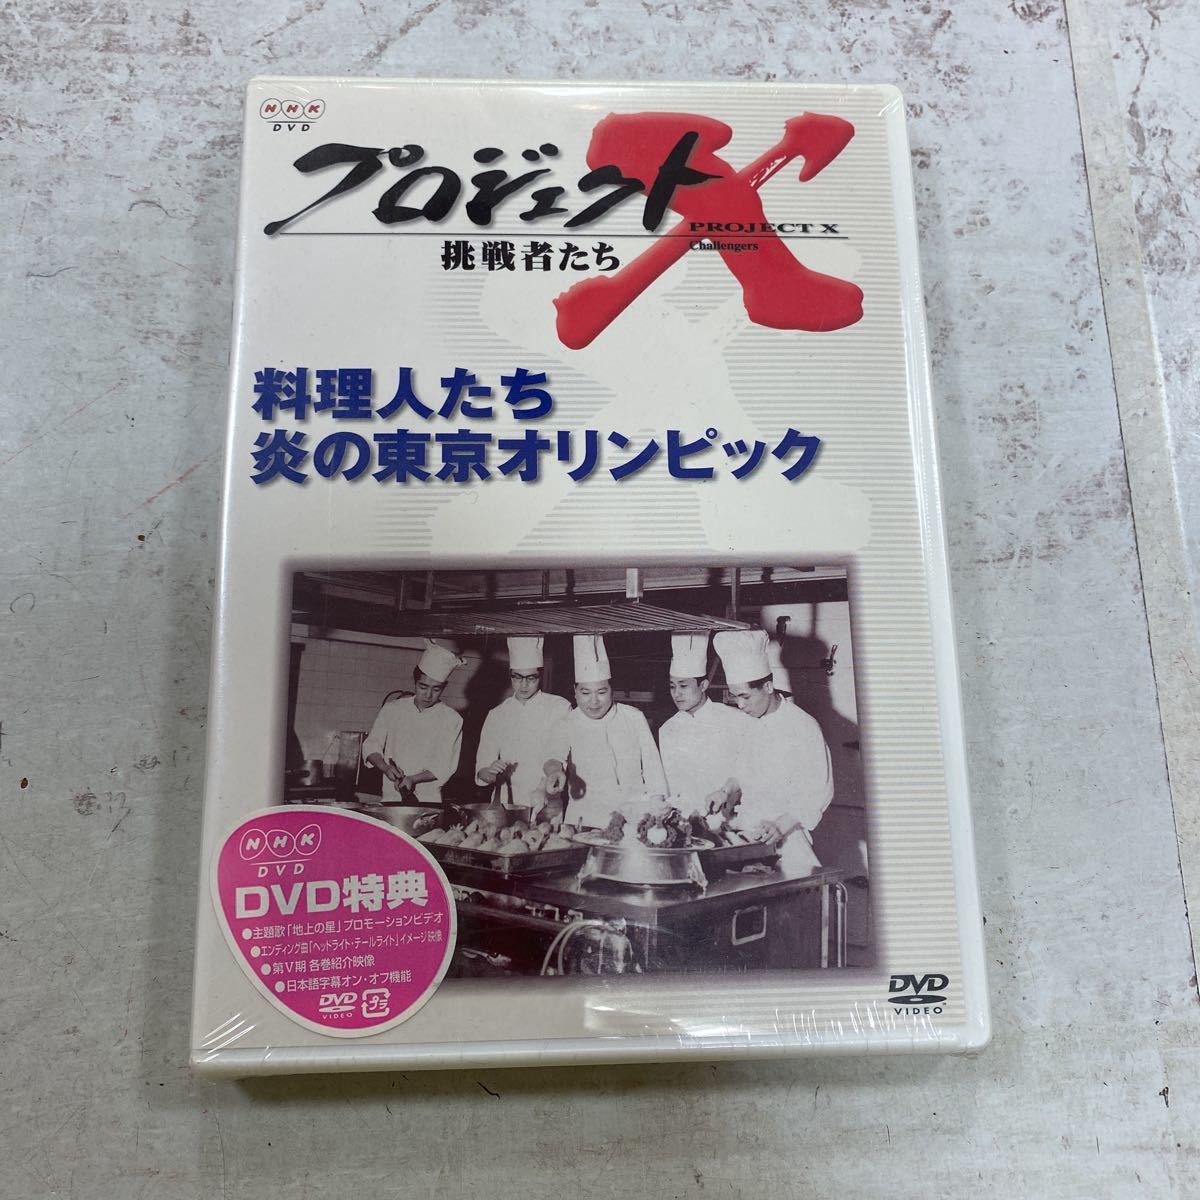 NHK
DVD
プロジェクトX
PROJECT X
Challengers
挑戦者たち
料理人たち
炎の東京オリンピック
NHK
DVD
DVD特典
●主題歌「地上の星」プロモーションビデオ
●エンディング曲「ヘッドライト・テールライト」イメージ映像
●第Ⅴ期 各巻紹介映像
●日本語字幕オン・オフ機能
DVD
VIDEO
プラ
DVD
VIDEO